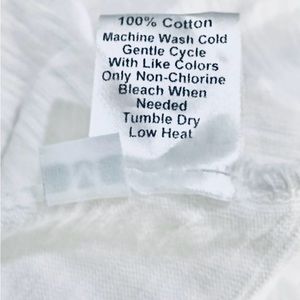 100% Cotton
Machine Wash Cold
Gentle Cycle
With Like Colors
Only Non-Chlorine
Bleach When
Needed
Tumble Dry
Low Heat